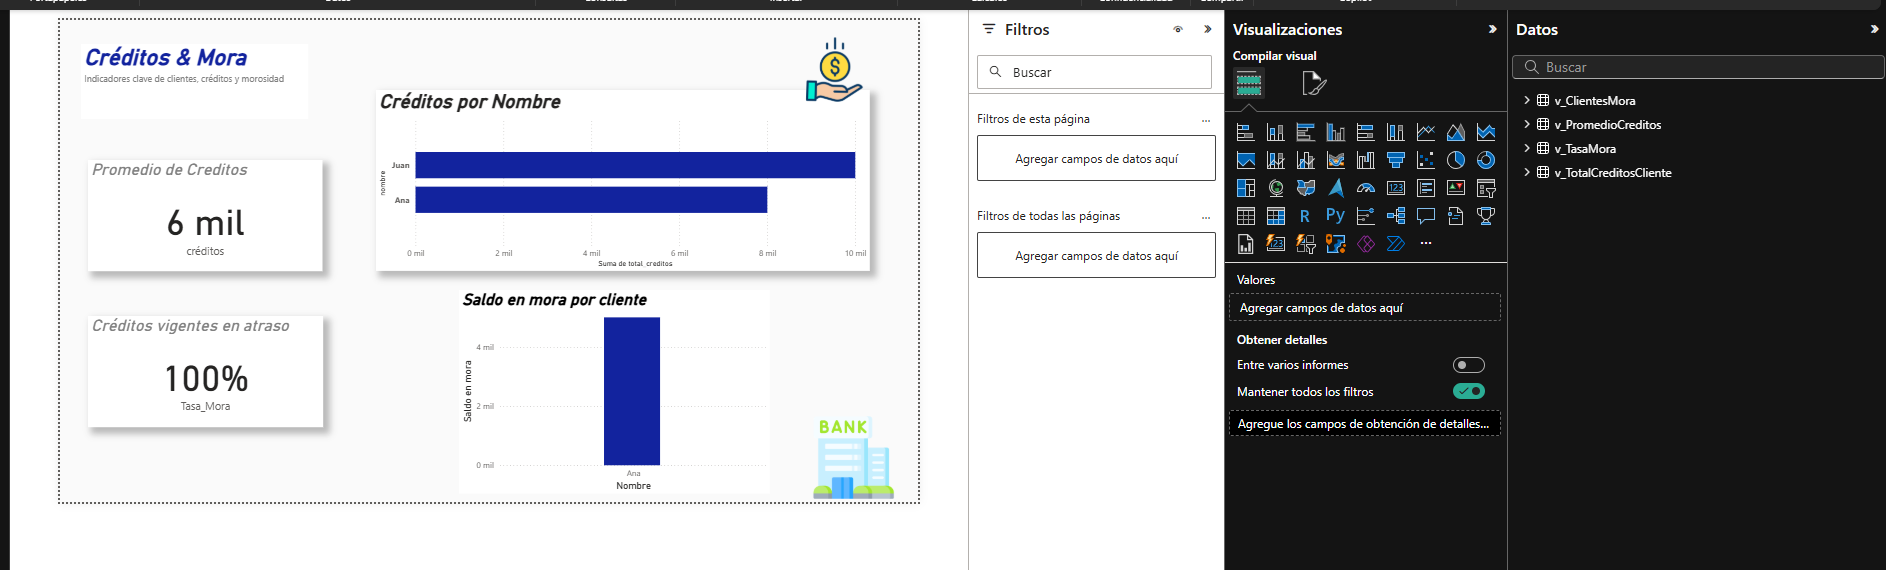 Créditos & Mora
Indicadores clave de clientes, créditos y morosidad
Promedio de Creditos
6 mil
créditos
Créditos vigentes en atraso
100%
Tasa_Mora
Créditos por Nombre
nombre
Juan
Ana
0 mil
2 mil
4 mil
6 mil
8 mil
10 mil
Suma de total_creditos
Saldo en mora por cliente
Saldo en mora
4 mil
2 mil
0 mil
Ana
Nombre
BANK
Filtros
Buscar
Filtros de esta página
Agregar campos de datos aquí
Filtros de todas las páginas
Agregar campos de datos aquí
Visualizaciones
Compilar visual
123
R
Py
123
Valores
Agregar campos de datos aquí
Obtener detalles
Entre varios informes
Mantener todos los filtros
Agregue los campos de obtención de detalles...
Datos
Buscar
v_ClientesMora
v_PromedioCreditos
v_TasaMora
v_TotalCreditosCliente